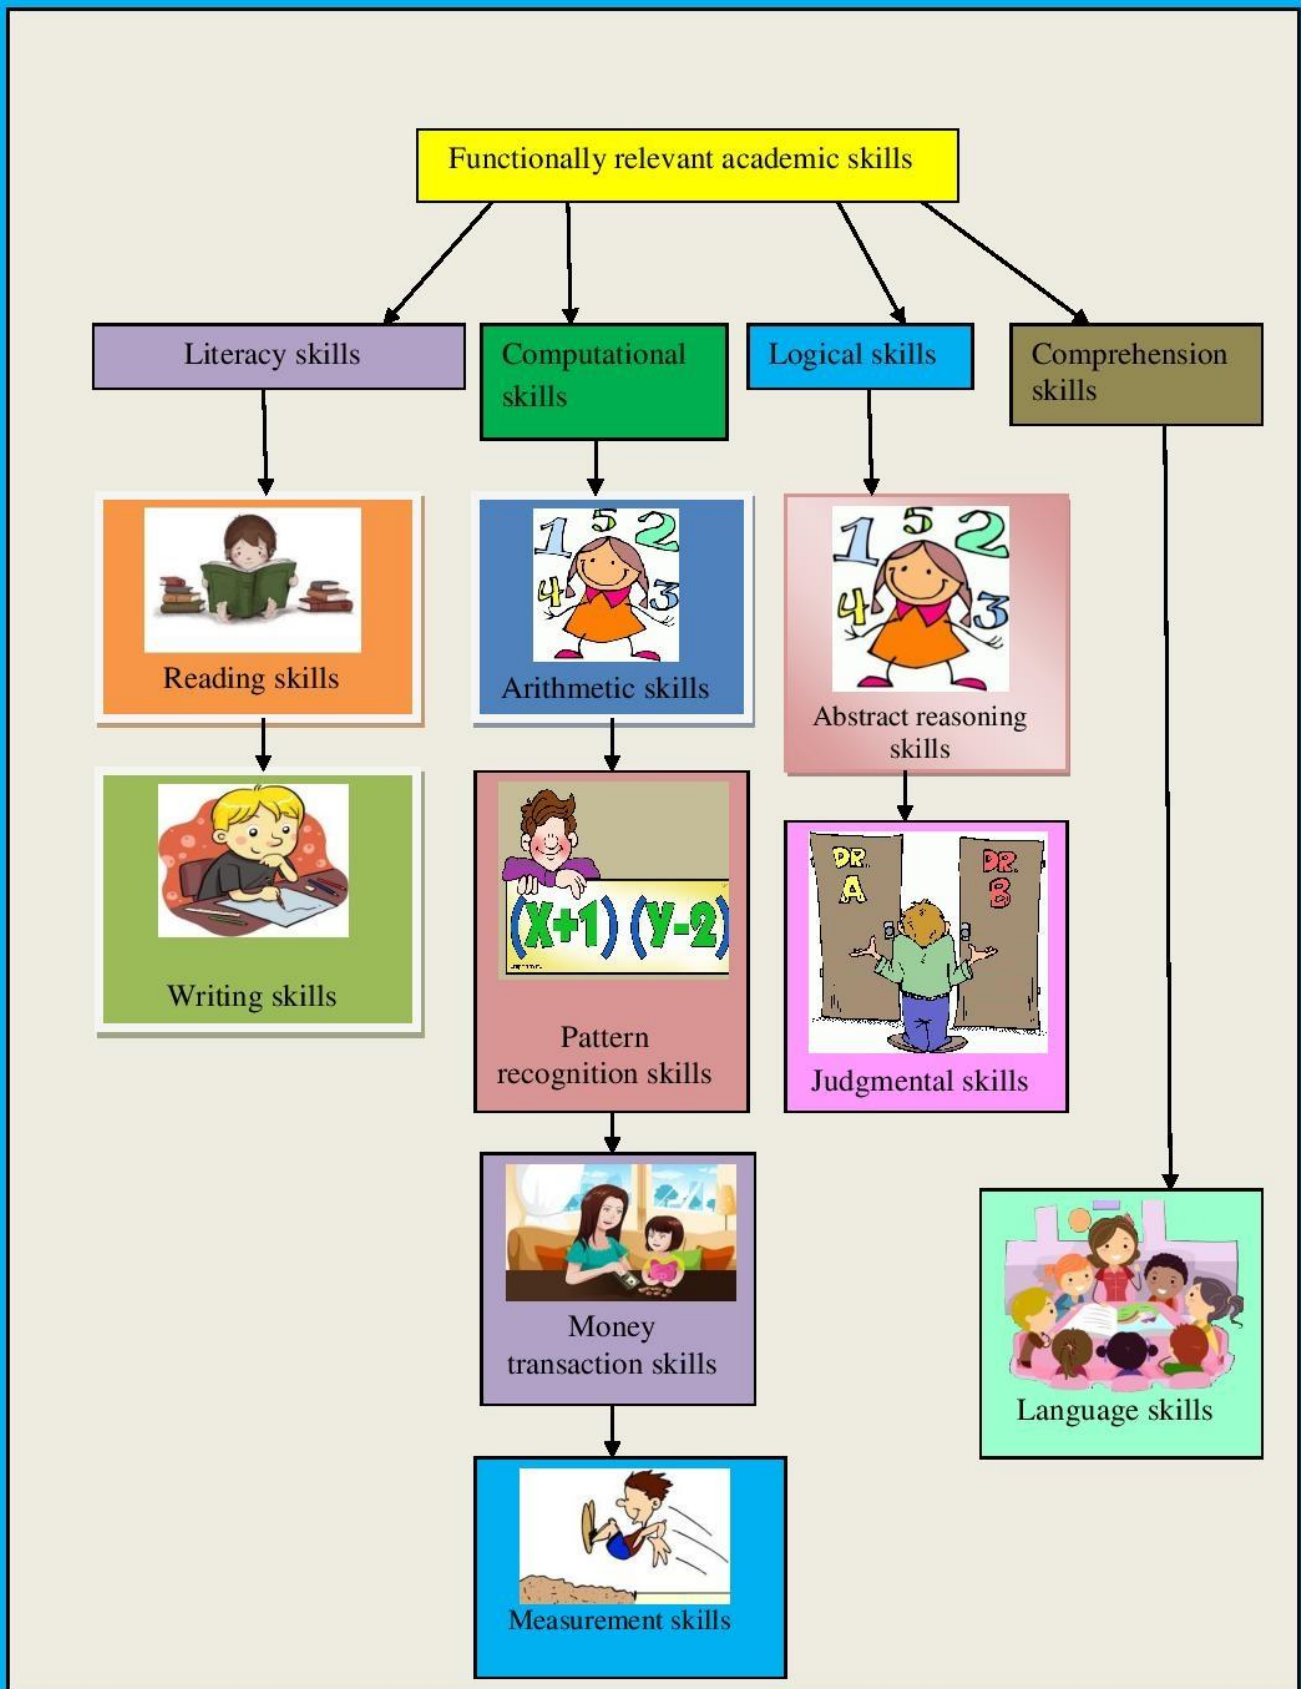 Functionally relevant academic skills
Literacy skills
Computational
skills
Logical skills
Comprehension
skills
1 5 2
4 3
Reading skills
Arithmetic skills
1 5 2
4 3
Abstract reasoning
skills
Writing skills
(X+1) (Y-2)
Pattern
recognition skills
DR.
A
DR.
B
Judgmental skills
Money
transaction skills
Language skills
Measurement skills